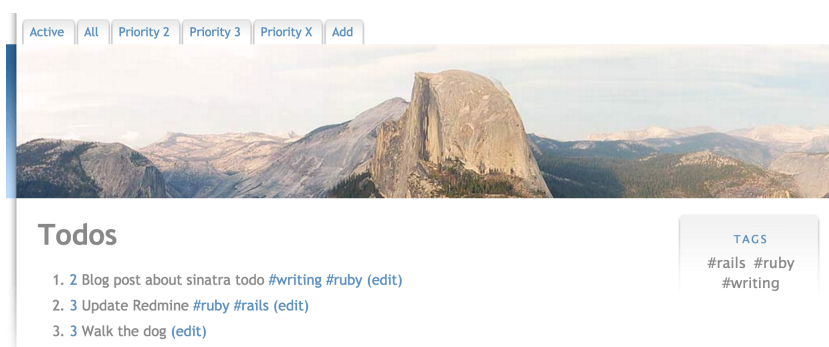 Active All Priority 2 Priority 3 Priority X Add
Todos
1. 2 Blog post about sinatra todo #writing #ruby (edit)
2. 3 Update Redmine #ruby #rails (edit)
3. 3 Walk the dog (edit)
TAGS
#rails #ruby
#writing